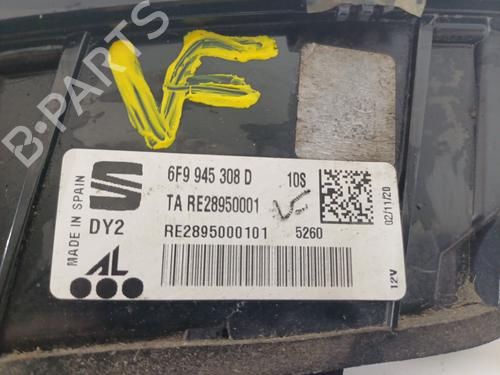 VF
B-PARTS
MADE IN SPAIN
S
DY2
AL
6F9 945 308 D 10S
TA RE28950001
RE2895000101 5260
02/11/20
12V